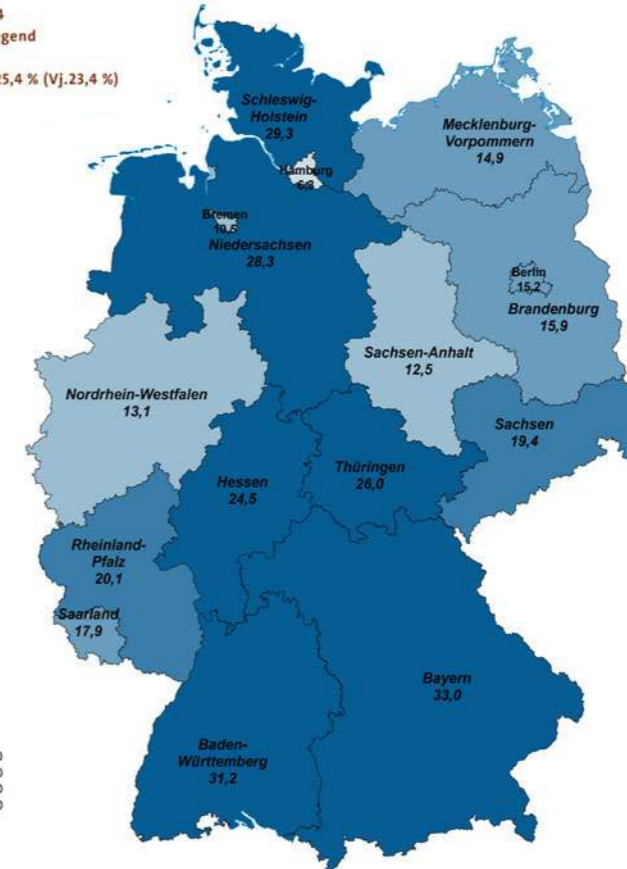 4
gend
25,4 % (Vj.23,4 %)
Schleswig-
Holstein
29,3
Mecklenburg-
Vorpommern
14,9
Hamburg
6,3
Bremen
10,5
Niedersachsen
28,3
Berlin
15,2
Brandenburg
15,9
Sachsen-Anhalt
12,5
Nordrhein-Westfalen
13,1
Sachsen
19,4
Hessen
24,5
Thüringen
26,0
Rheinland-
Pfalz
20,1
Saarland
17,9
Bayern
33,0
Baden-
Württemberg
31,2